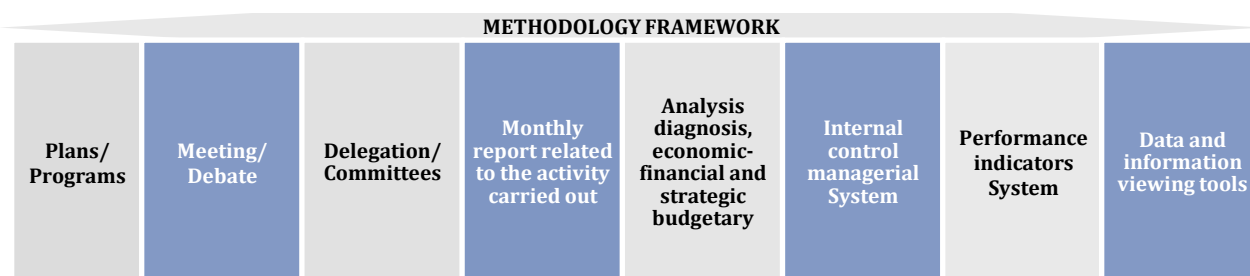 METHODOLOGY FRAMEWORK
Plans/
Programs
Meeting/
Debate
Delegation/
Committees
Monthly
report related
to the activity
carried out
Analysis
diagnosis,
economic-
financial and
strategic
budgetary
Internal
control
managerial
System
Performance
indicators
System
Data and
information
viewing tools